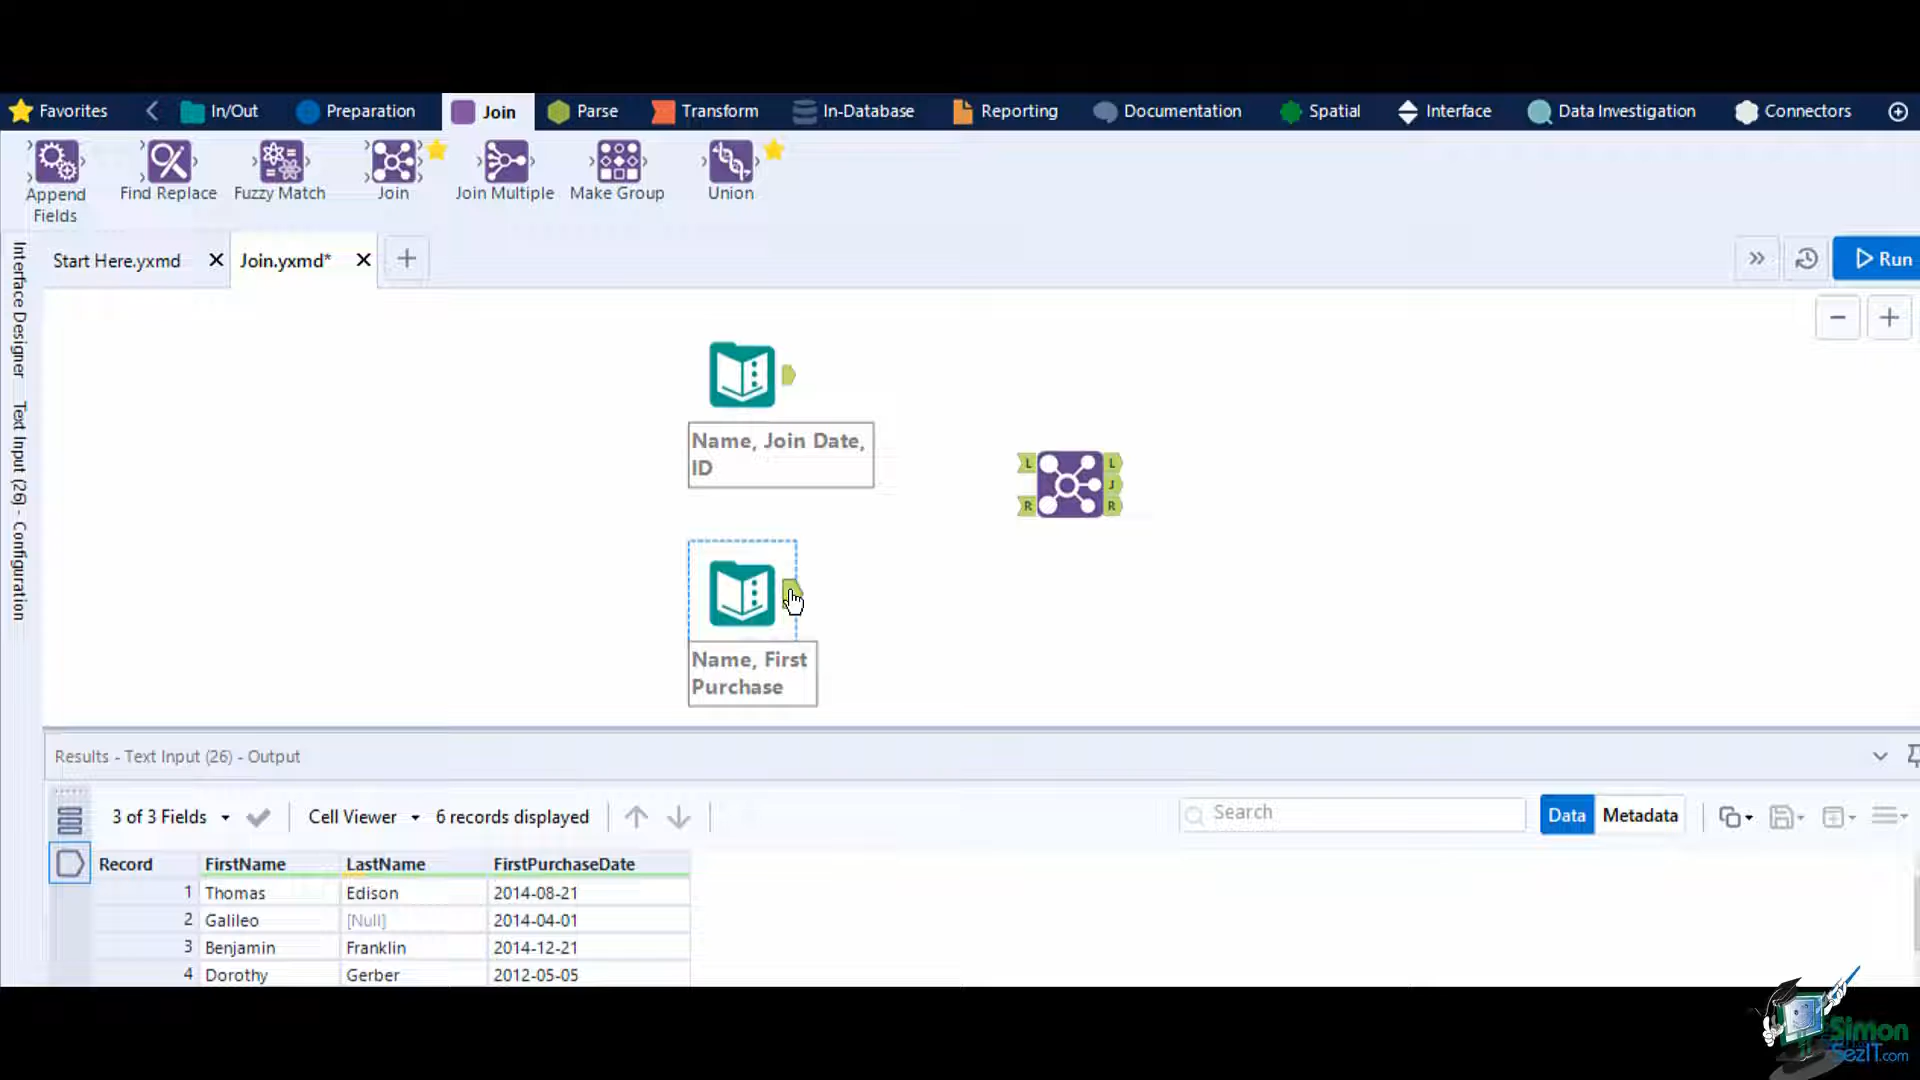 Favorites In/Out Preparation Join Parse Transform In-Database Reporting Documentation Spatial Interface Data Investigation Connectors
Append Fields Find Replace Fuzzy Match Join Join Multiple Make Group Union
Start Here.yxmd Join.yxmd* Run
Interface Designer
Text Input (26) - Configuration
Name, Join Date,
ID
L L
J
R R
Name, First
Purchase
Results - Text Input (26) - Output
3 of 3 Fields Cell Viewer 6 records displayed Search Data Metadata
Record FirstName LastName FirstPurchaseDate
1 Thomas Edison 2014-08-21
2 Galileo [Null] 2014-04-01
3 Benjamin Franklin 2014-12-21
4 Dorothy Gerber 2012-05-05
Simon
SezIT.com